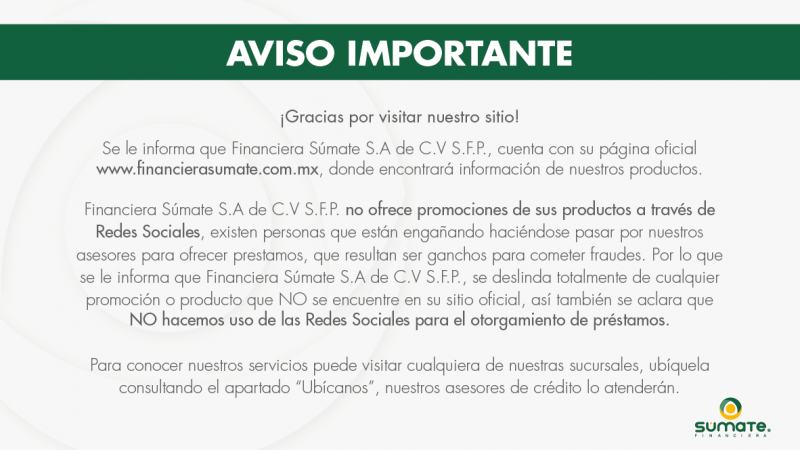 AVISO IMPORTANTE
¡Gracias por visitar nuestro sitio!
Se le informa que Financiera Súmate S.A de C.V S.F.P., cuenta con su página oficial
www.financierasumate.com.mx, donde encontrará información de nuestros productos.
Financiera Súmate S.A de C.V S.F.P. no ofrece promociones de sus productos a través de
Redes Sociales, existen personas que están engañando haciéndose pasar por nuestros
asesores para ofrecer prestamos, que resultan ser ganchos para cometer fraudes. Por lo que
se le informa que Financiera Súmate S.A de C.V S.F.P., se deslinda totalmente de cualquier
promoción o producto que NO se encuentre en su sitio oficial, así también se aclara que
NO hacemos uso de las Redes Sociales para el otorgamiento de préstamos.
Para conocer nuestros servicios puede visitar cualquiera de nuestras sucursales, ubíquela
consultando el apartado “Ubícanos”, nuestros asesores de crédito lo atenderán.
sumate.
FINANCIERA